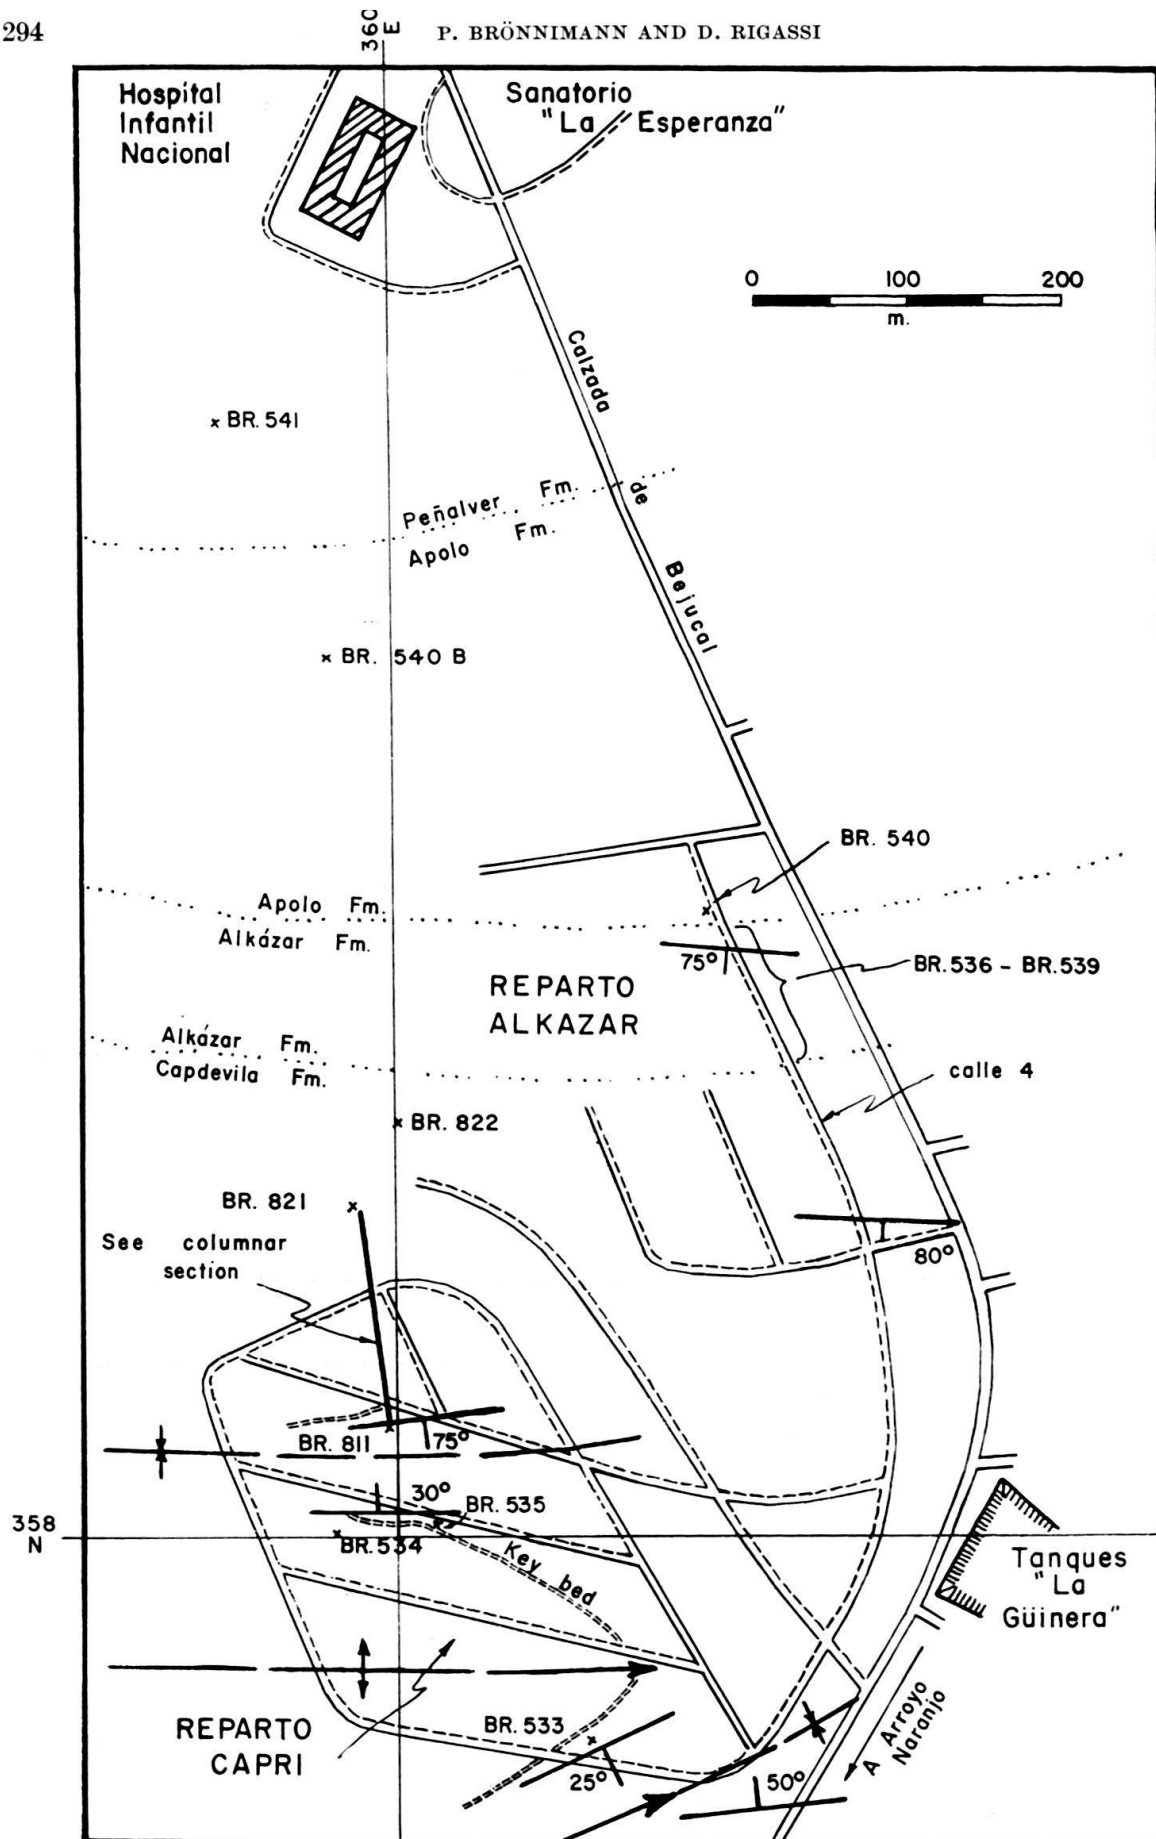 294
360
E
P. BRÖNNIMANN AND D. RIGASSI
Hospital
Infantil
Nacional
Sanatorio
"La Esperanza"
0 100 200
m.
Calzada
de
Bejucal
x BR. 541
Peñalver Fm.
Apolo Fm.
x BR. 540 B
BR. 540
Apolo Fm.
Alkázar Fm.
75°
BR. 536 - BR. 539
REPARTO
ALKAZAR
Alkázar Fm.
Capdevila Fm.
calle 4
x BR. 822
BR. 821 x
See columnar
section
80°
BR. 811
75°
30°
BR. 535
358
N
BR. 534
Key bed
Tanques
"La
Güinera"
REPARTO
CAPRI
BR. 533
25°
50°
A Arroyo
Naranjo